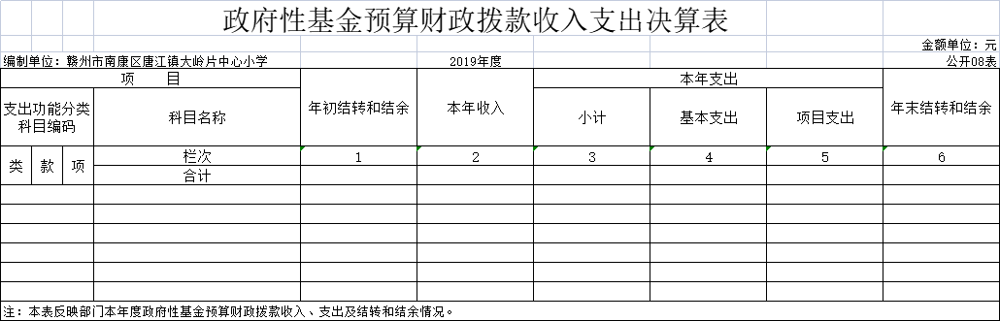 政府性基金预算财政拨款收入支出决算表
金额单位：元
编制单位：赣州市南康区唐江镇大岭片中心小学 2019年度 公开08表
项 目 年初结转和结余 本年收入 本年支出 年末结转和结余
支出功能分类科目编码 科目名称 小计 基本支出 项目支出
类 款 项 栏次 1 2 3 4 5 6
合计
注：本表反映部门本年度政府性基金预算财政拨款收入、支出及结转和结余情况。